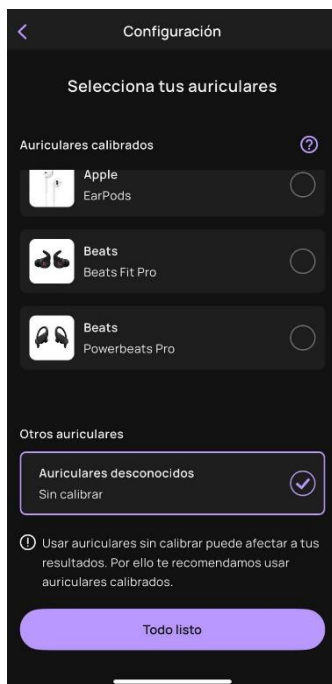 Configuración
Selecciona tus auriculares
Auriculares calibrados
Apple
EarPods
Beats
Beats Fit Pro
Beats
Powerbeats Pro
Otros auriculares
Auriculares desconocidos
Sin calibrar
Usar auriculares sin calibrar puede afectar a tus
resultados. Por ello te recomendamos usar
auriculares calibrados.
Todo listo